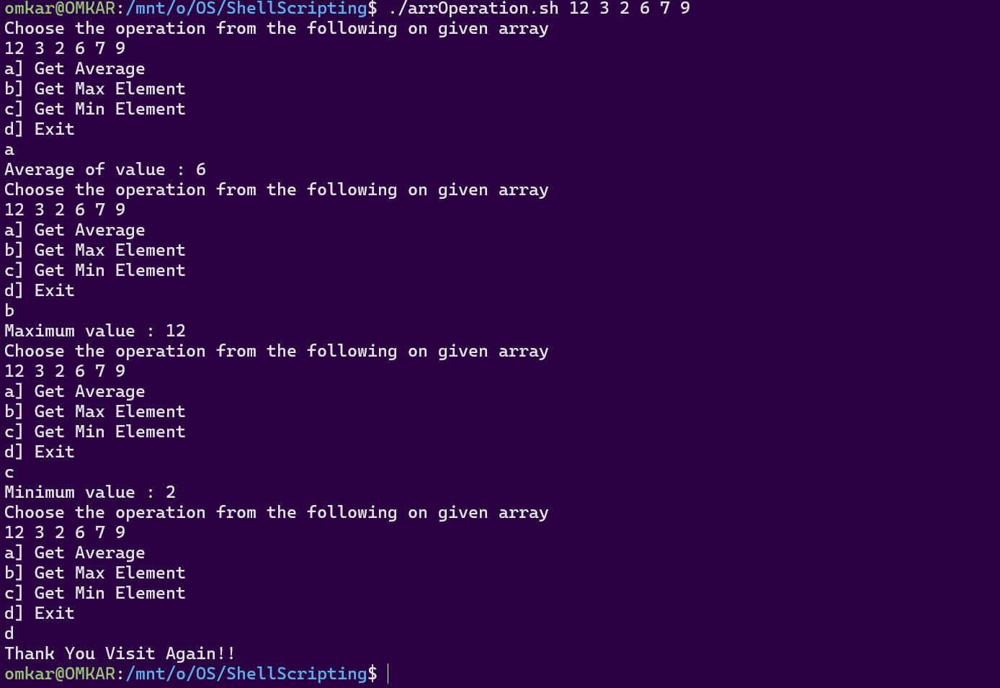 omkar@OMKAR:/mnt/o/OS/ShellScripting$ ./arrOperation.sh 12 3 2 6 7 9
Choose the operation from the following on given array
12 3 2 6 7 9
a] Get Average
b] Get Max Element
c] Get Min Element
d] Exit
a
Average of value : 6
Choose the operation from the following on given array
12 3 2 6 7 9
a] Get Average
b] Get Max Element
c] Get Min Element
d] Exit
b
Maximum value : 12
Choose the operation from the following on given array
12 3 2 6 7 9
a] Get Average
b] Get Max Element
c] Get Min Element
d] Exit
c
Minimum value : 2
Choose the operation from the following on given array
12 3 2 6 7 9
a] Get Average
b] Get Max Element
c] Get Min Element
d] Exit
d
Thank You Visit Again!!
omkar@OMKAR:/mnt/o/OS/ShellScripting$